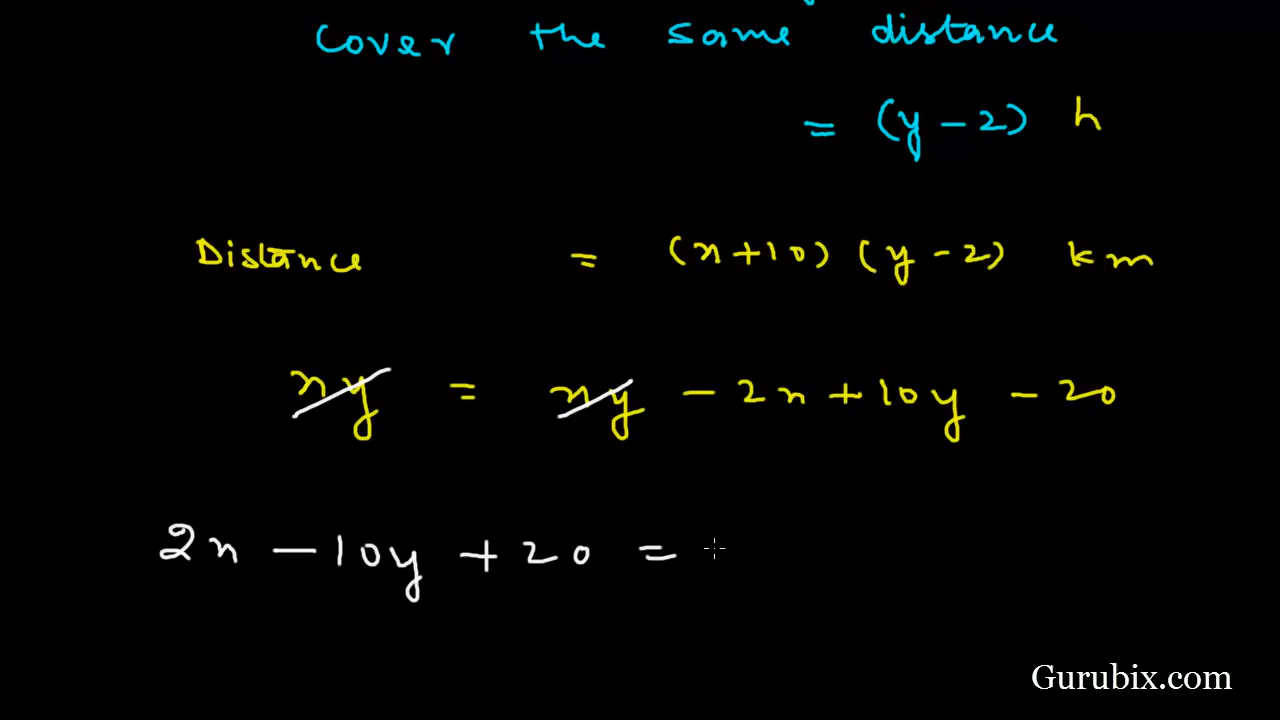 cover the same distance
= (y - 2) h
Distance = (x + 10) (y - 2) km
xy = xy - 2x + 10y - 20
2x - 10y + 20 =
Gurubix.com